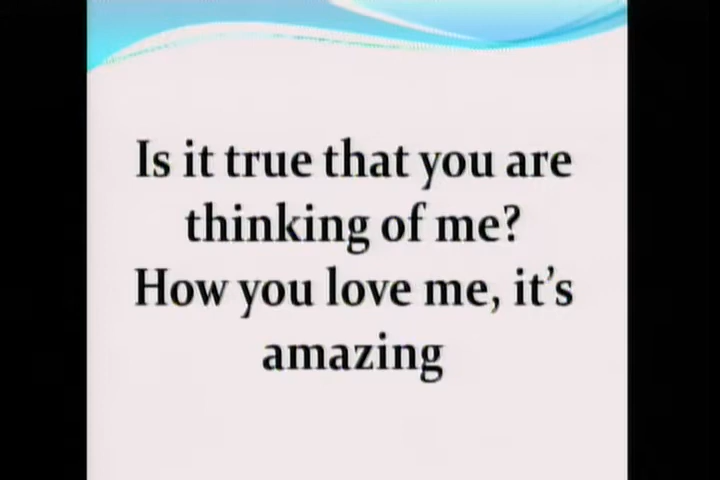 Is it true that you are
thinking of me?
How you love me, it's
amazing